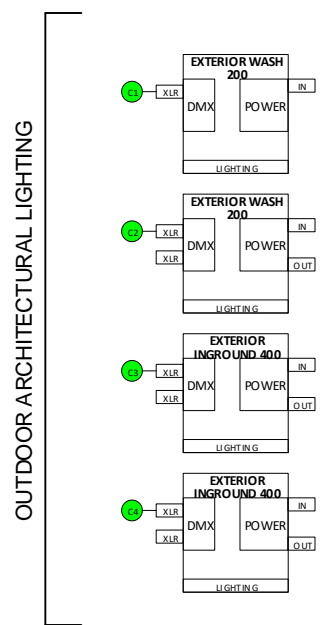 OUTDOOR ARCHITECTURAL LIGHTING
EXTERIOR WASH
200
C1
XLR
DMX
POWER
IN
LIGHTING
EXTERIOR WASH
200
C2
XLR
XLR
DMX
POWER
IN
OUT
LIGHTING
EXTERIOR
INGROUND 400
C3
XLR
XLR
DMX
POWER
IN
OUT
LIGHTING
EXTERIOR
INGROUND 400
C4
XLR
XLR
DMX
POWER
IN
OUT
LIGHTING